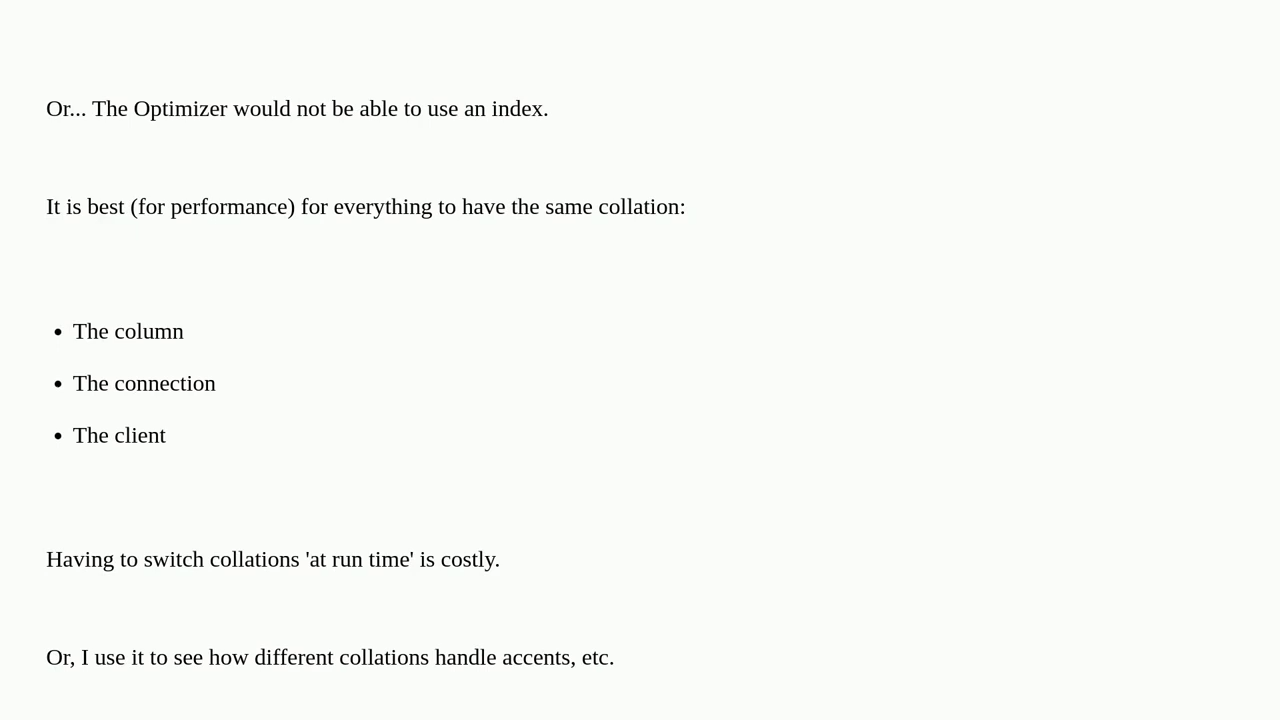 Or... The Optimizer would not be able to use an index.
It is best (for performance) for everything to have the same collation:
• The column
• The connection
• The client
Having to switch collations 'at run time' is costly.
Or, I use it to see how different collations handle accents, etc.